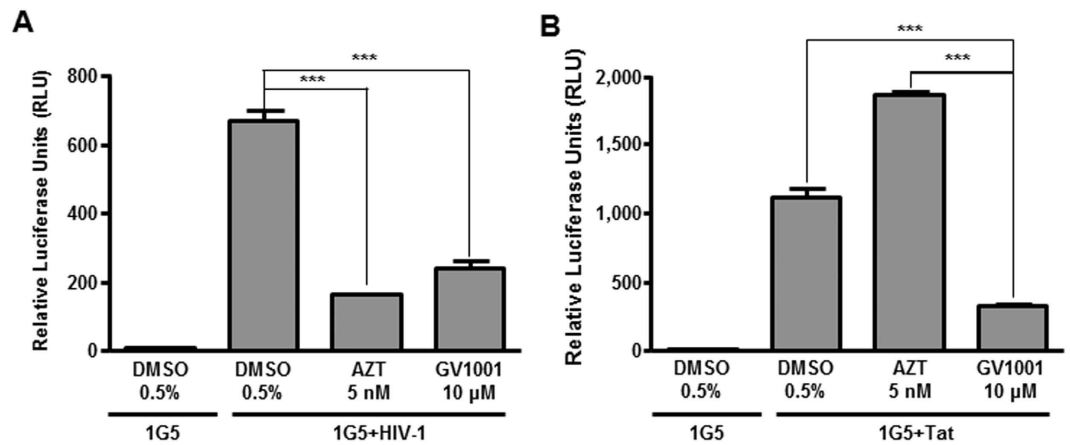 A
Relative Luciferase Units (RLU)
800
600
400
200
0
***
***
DMSO DMSO AZT GV1001
0.5% 0.5% 5 nM 10 μM
1G5 1G5+HIV-1
B
Relative Luciferase Units (RLU)
2,000
1,500
1,000
500
0
***
***
DMSO DMSO AZT GV1001
0.5% 0.5% 5 nM 10 μM
1G5 1G5+Tat